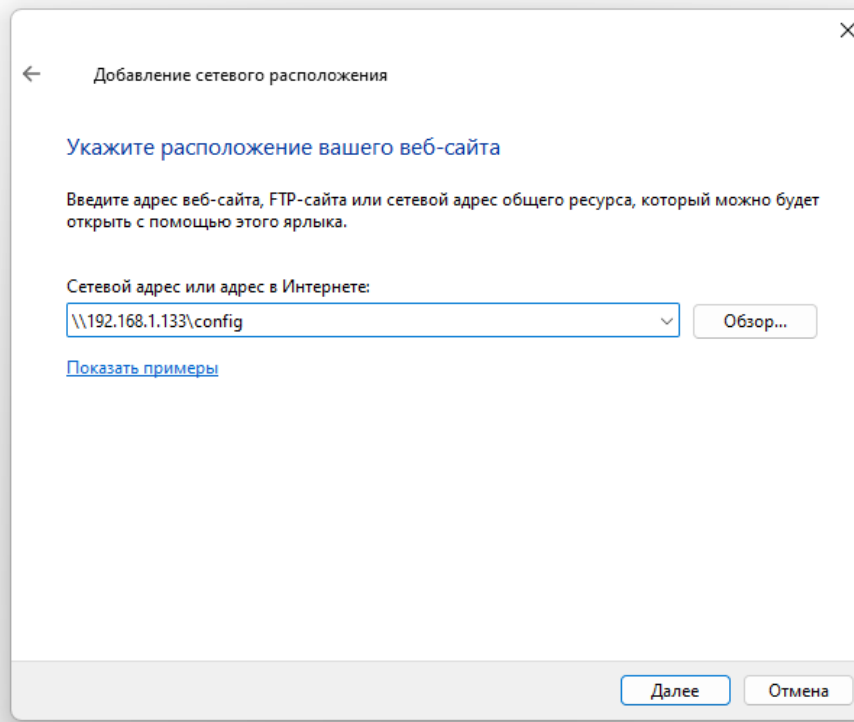 Добавление сетевого расположения
Укажите расположение вашего веб-сайта
Введите адрес веб-сайта, FTP-сайта или сетевой адрес общего ресурса, который можно будет
открыть с помощью этого ярлыка.
Сетевой адрес или адрес в Интернете:
\\192.168.1.133\config
Обзор...
Показать примеры
Далее
Отмена